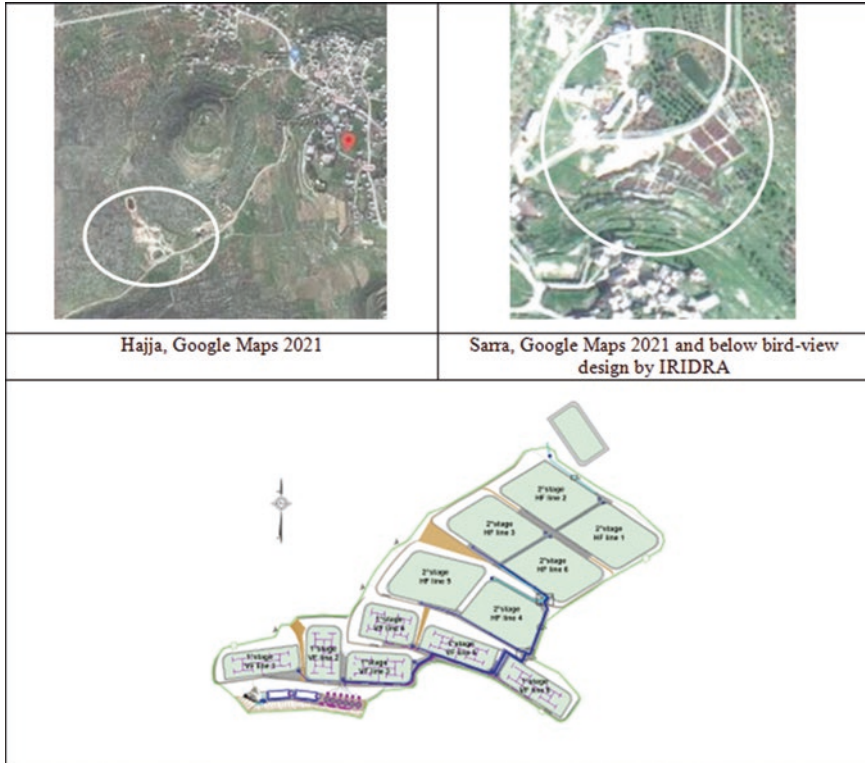 Hajja, Google Maps 2021
Sarra, Google Maps 2021 and below bird-view
design by IRIDRA
2°stage
HF line 2
2°stage
HF line 3
2°stage
HF line 1
2°stage
HF line 6
2°stage
HF line 5
2°stage
HF line 4
1°stage
VF line 4
1°stage
VF line
1°stage
VF line 2
1°stage
VF line
1°stage
VF line
1°stage
VF line